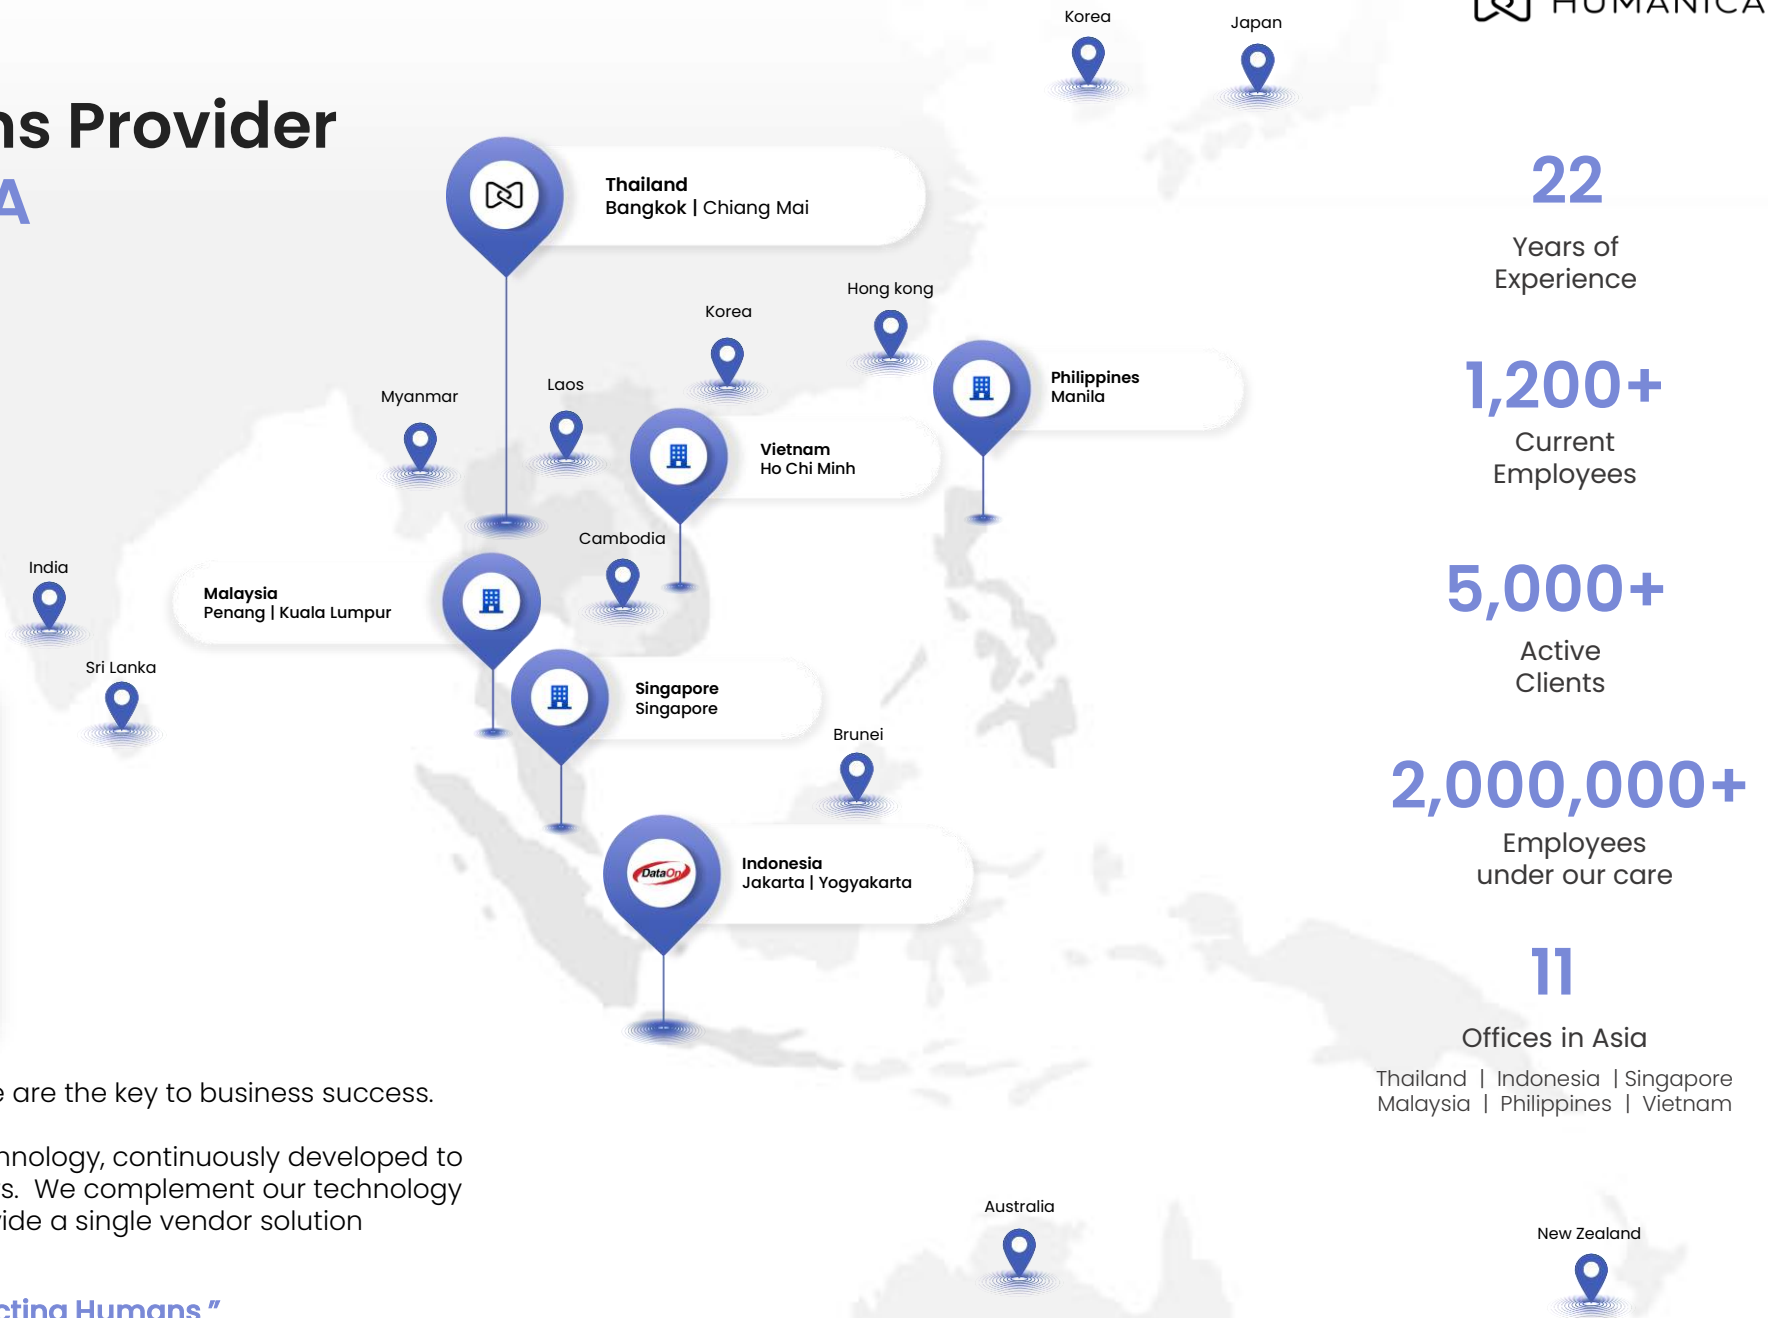 HUMANICA
Korea
Japan
ns Provider
A
Thailand
Bangkok | Chiang Mai
22
Years of
Experience
Hong kong
Korea
Philippines
Manila
1,200+
Current
Employees
Laos
Myanmar
Vietnam
Ho Chi Minh
Cambodia
India
Malaysia
Penang | Kuala Lumpur
5,000+
Active
Clients
Sri Lanka
Singapore
Singapore
Brunei
2,000,000+
Employees
under our care
DataOn
Indonesia
Jakarta | Yogyakarta
11
Offices in Asia
Thailand | Indonesia | Singapore
Malaysia | Philippines | Vietnam
e are the key to business success.
hnology, continuously developed to
s. We complement our technology
vide a single vendor solution
Australia
New Zealand
cting Humans ”